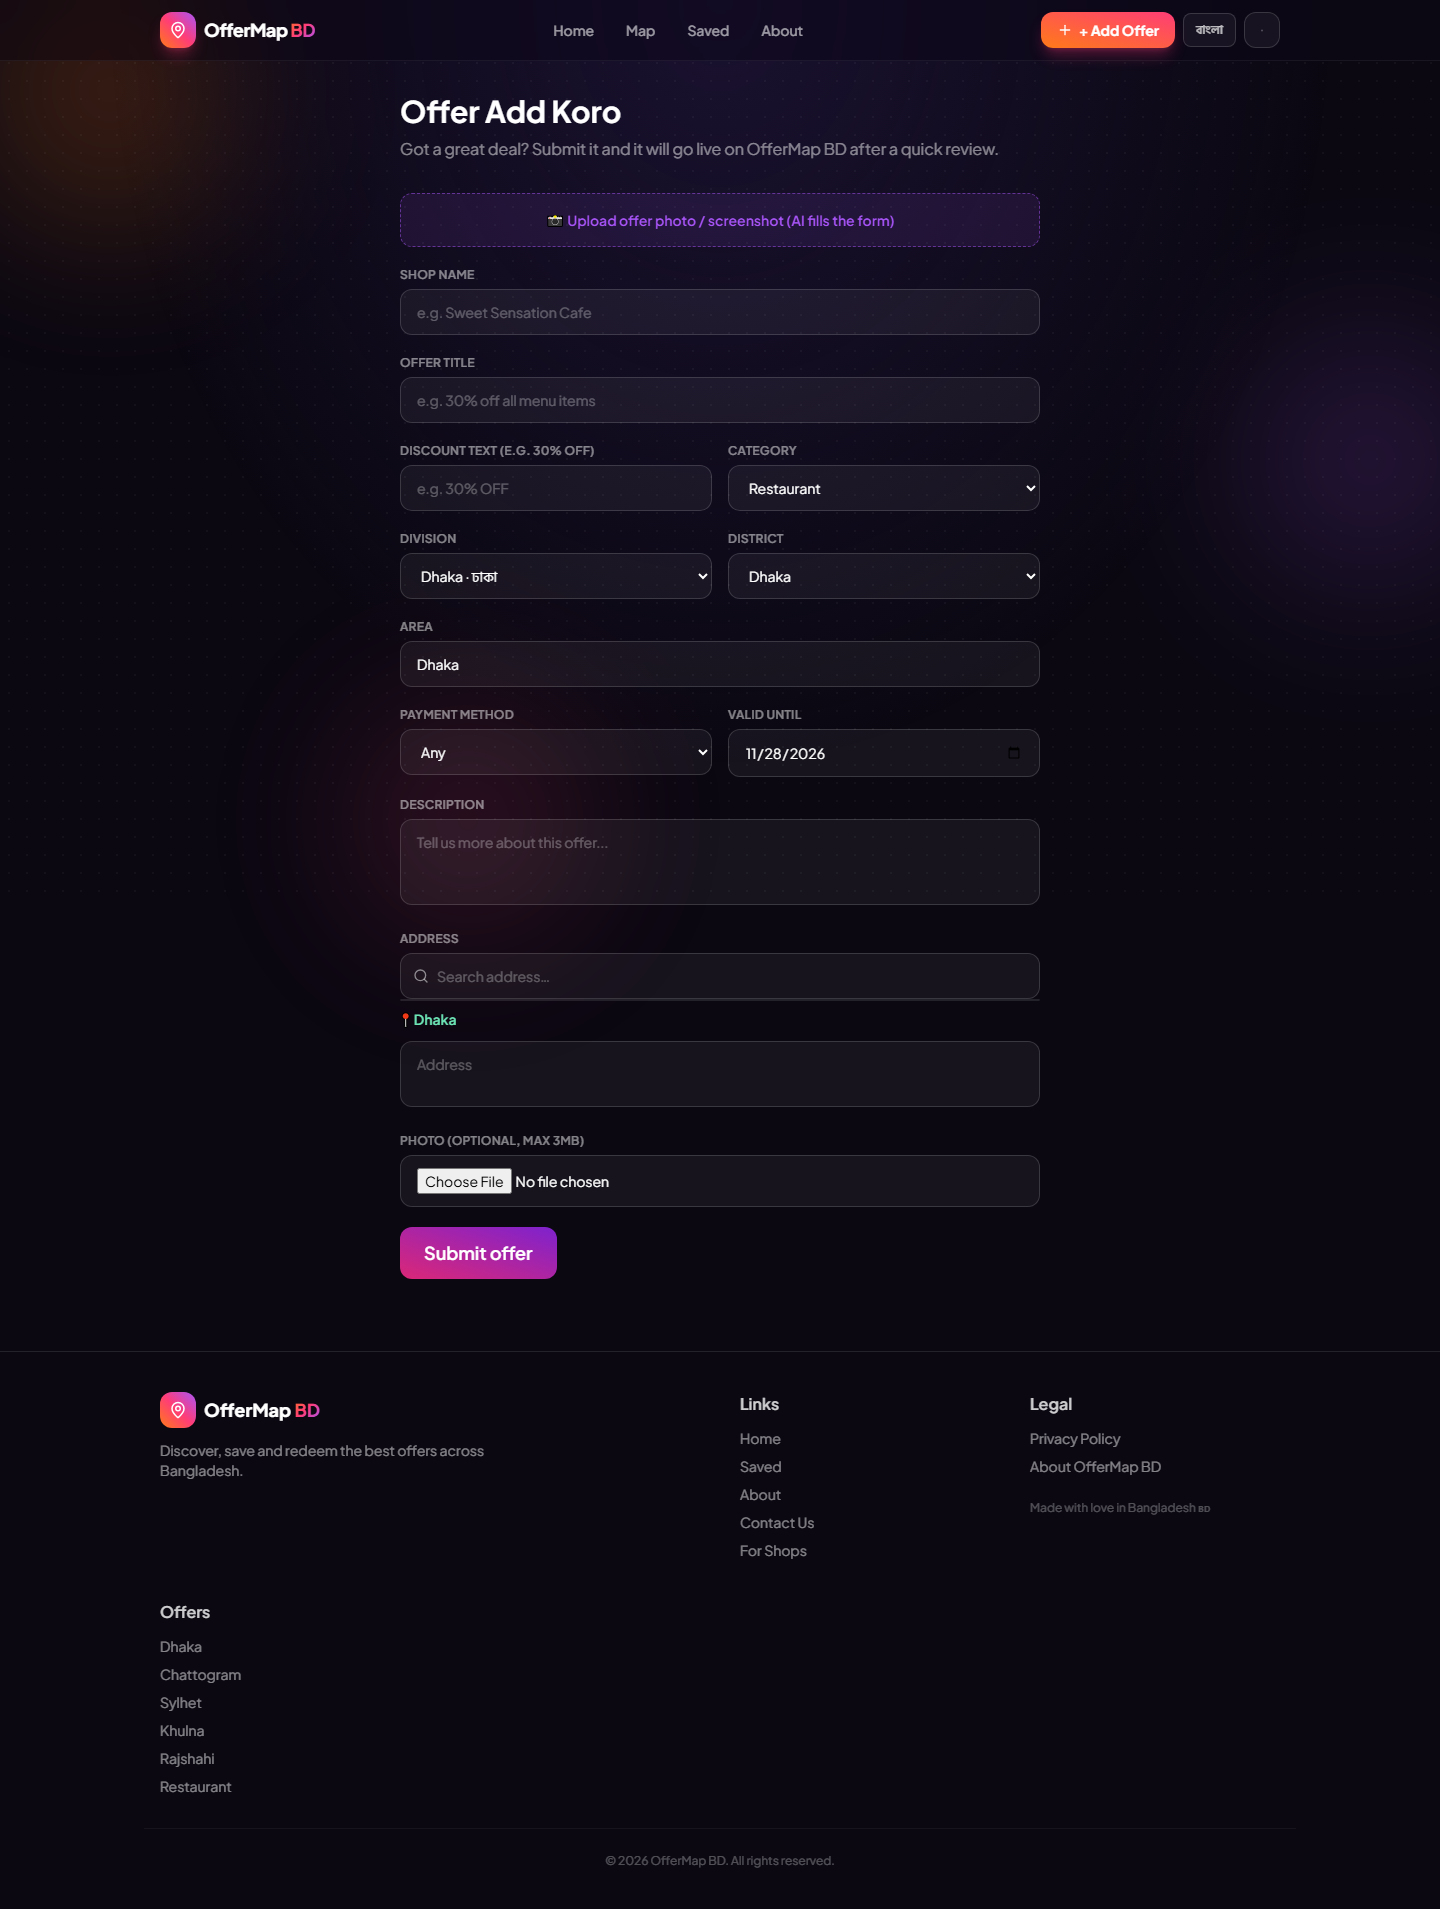 OfferMap BD
Home
Map
Saved
About
+ Add Offer
বাংলা
Offer Add Koro
Got a great deal? Submit it and it will go live on OfferMap BD after a quick review.
📸 Upload offer photo / screenshot (AI fills the form)
SHOP NAME
e.g. Sweet Sensation Cafe
OFFER TITLE
e.g. 30% off all menu items
DISCOUNT TEXT (E.G. 30% OFF)
CATEGORY
e.g. 30% OFF
Restaurant
DIVISION
DISTRICT
Dhaka · ঢাকা
Dhaka
AREA
Dhaka
PAYMENT METHOD
VALID UNTIL
Any
11/28/2026
DESCRIPTION
Tell us more about this offer...
ADDRESS
Search address...
📍 Dhaka
Address
PHOTO (OPTIONAL, MAX 3MB)
Choose File No file chosen
Submit offer
OfferMap BD
Discover, save and redeem the best offers across
Bangladesh.
Links
Home
Saved
About
Contact Us
For Shops
Legal
Privacy Policy
About OfferMap BD
Made with love in Bangladesh BD
Offers
Dhaka
Chattogram
Sylhet
Khulna
Rajshahi
Restaurant
© 2026 OfferMap BD. All rights reserved.